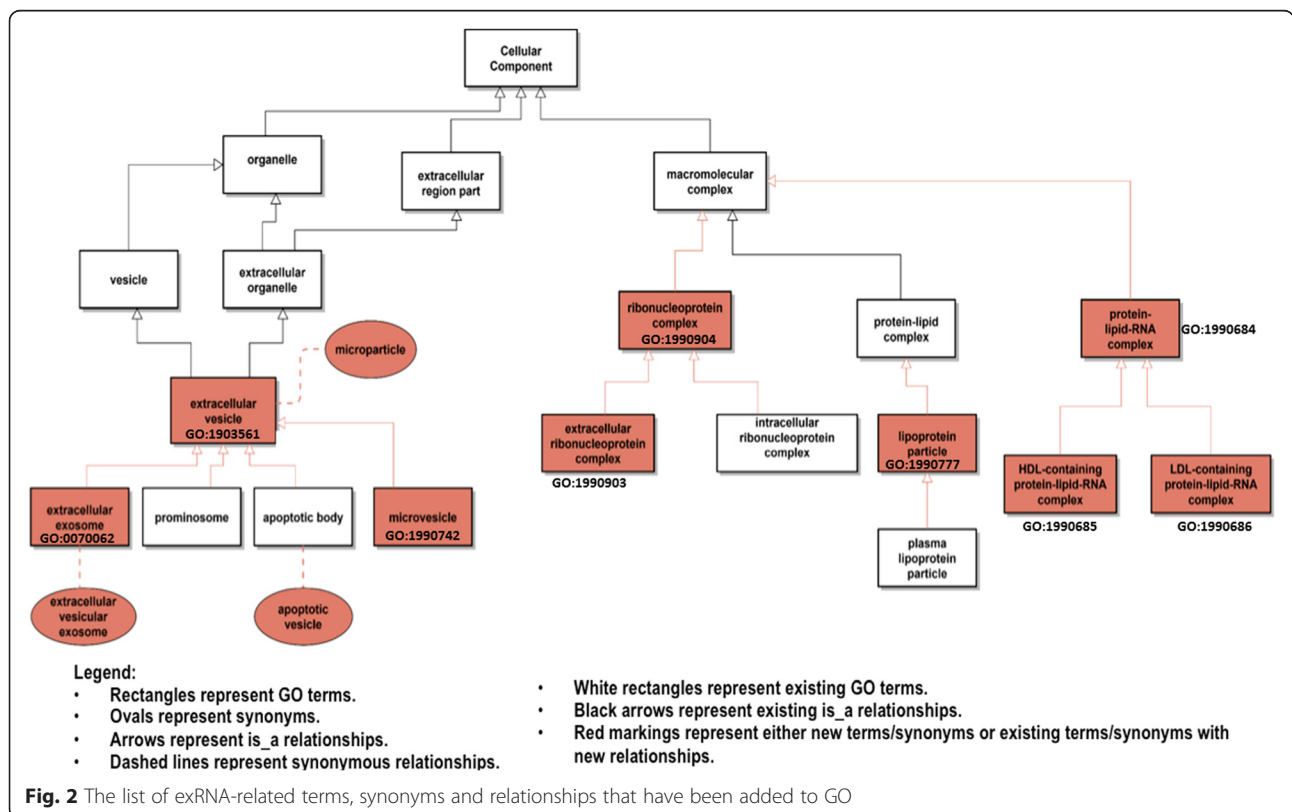 Cellular
Component
organelle
extracellular
region part
macromolecular
complex
vesicle
extracellular
organelle
ribonucleoprotein
complex
GO:1990904
protein-lipid
complex
protein-
lipid-RNA
complex
GO:1990684
microparticle
extracellular
vesicle
GO:1903561
extracellular
ribonucleoprotein
complex
GO:1990903
intracellular
ribonucleoprotein
complex
lipoprotein
particle
GO:1990777
HDL-containing
protein-lipid-RNA
complex
GO:1990685
LDL-containing
protein-lipid-RNA
complex
GO:1990686
extracellular
exosome
GO:0070062
prominosome
apoptotic body
microvesicle
GO:1990742
plasma
lipoprotein
particle
extracellular
vesicular
exosome
apoptotic
vesicle
Legend:
• Rectangles represent GO terms.
• Ovals represent synonyms.
• Arrows represent is_a relationships.
• Dashed lines represent synonymous relationships.
• White rectangles represent existing GO terms.
• Black arrows represent existing is_a relationships.
• Red markings represent either new terms/synonyms or existing terms/synonyms with
new relationships.
Fig. 2 The list of exRNA-related terms, synonyms and relationships that have been added to GO